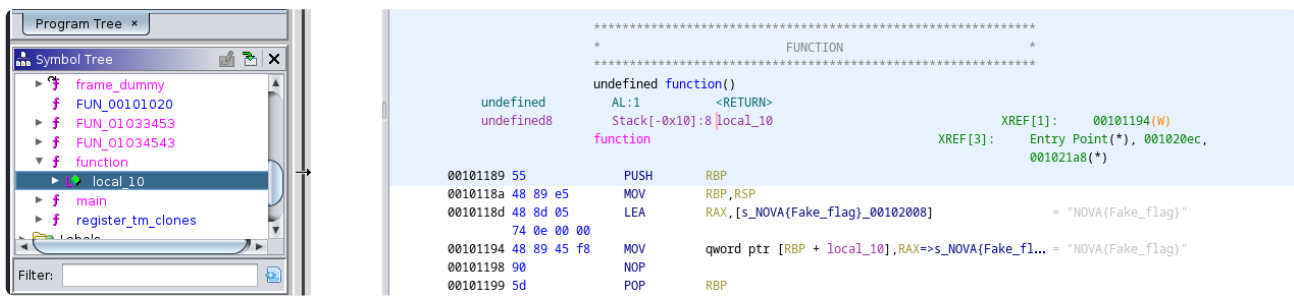 Program Tree ×
Symbol Tree
frame_dummy
f FUN_00101020
f FUN_01033453
f FUN_01034543
f function
local_10
f main
f register_tm_clones
Labels
Filter:
**************************************************************
* FUNCTION *
**************************************************************
undefined function()
undefined AL:1 <RETURN>
undefined8 Stack[-0x10]:8 local_10 XREF[1]: 00101194(W)
function XREF[3]: Entry Point(*), 001020ec,
001021a8(*)
00101189 55 PUSH RBP
0010118a 48 89 e5 MOV RBP,RSP
0010118d 48 8d 05 LEA RAX,[s_NOVA{Fake_flag}_00102008] = "NOVA{Fake_flag}"
74 0e 00 00
00101194 48 89 45 f8 MOV qword ptr [RBP + local_10],RAX=>s_NOVA{Fake_fl... = "NOVA{Fake_flag}"
00101198 90 NOP
00101199 5d POP RBP